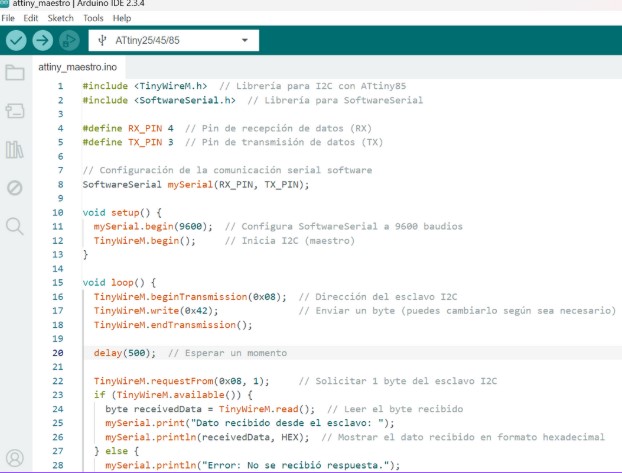 attiny_maestro | Arduino IDE 2.3.4
File Edit Sketch Tools Help
ATtiny25/45/85
attiny_maestro.ino
1 #include <TinyWireM.h> // Librería para I2C con ATtiny85
2 #include <SoftwareSerial.h> // Librería para SoftwareSerial
3
4 #define RX_PIN 4 // Pin de recepción de datos (RX)
5 #define TX_PIN 3 // Pin de transmisión de datos (TX)
6
7 // Configuración de la comunicación serial software
8 SoftwareSerial mySerial(RX_PIN, TX_PIN);
9
10 void setup() {
11 mySerial.begin(9600); // Configura SoftwareSerial a 9600 baudios
12 TinyWireM.begin(); // Inicia I2C (maestro)
13 }
14
15 void loop() {
16 TinyWireM.beginTransmission(0x08); // Dirección del esclavo I2C
17 TinyWireM.write(0x42); // Enviar un byte (puedes cambiarlo según sea necesario)
18 TinyWireM.endTransmission();
19
20 delay(500); // Esperar un momento
21
22 TinyWireM.requestFrom(0x08, 1); // Solicitar 1 byte del esclavo I2C
23 if (TinyWireM.available()) {
24 byte receivedData = TinyWireM.read(); // Leer el byte recibido
25 mySerial.print("Dato recibido desde el esclavo: ");
26 mySerial.println(receivedData, HEX); // Mostrar el dato recibido en formato hexadecimal
27 } else {
28 mySerial.println("Error: No se recibió respuesta.");